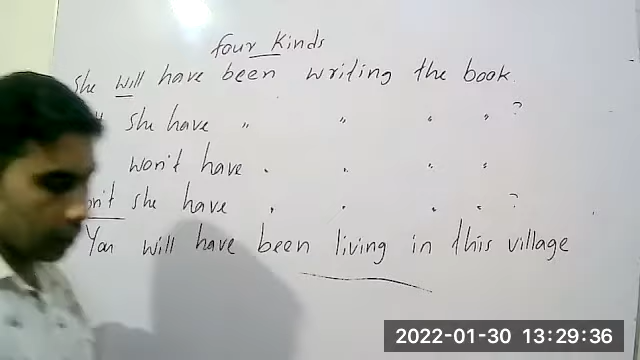 four kinds
She will have been writing the book.
she have " " " " ?
won't have " " " "
she have " " " " ?
You will have been living in this village
2022-01-30 13:29:36